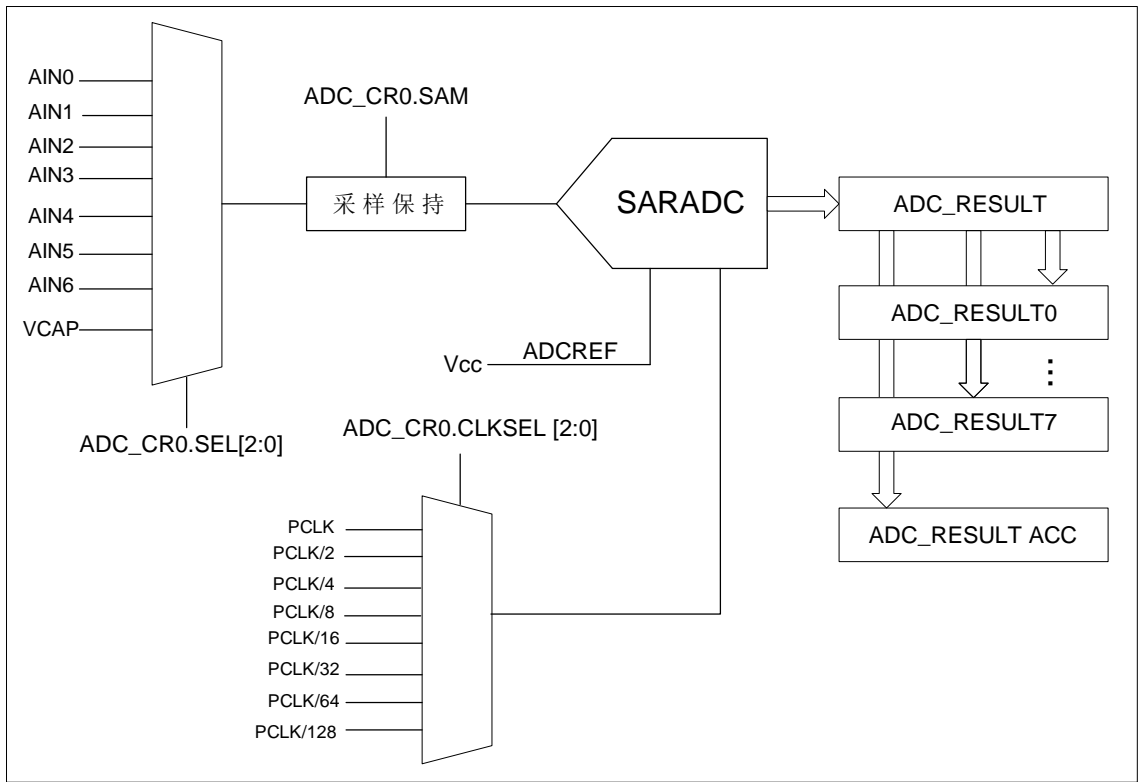 AIN0
AIN1
AIN2
AIN3
AIN4
AIN5
AIN6
VCAP
ADC_CR0.SEL[2:0]
ADC_CR0.SAM
采样保持
SARADC
Vcc
ADCREF
ADC_CR0.CLKSEL [2:0]
PCLK
PCLK/2
PCLK/4
PCLK/8
PCLK/16
PCLK/32
PCLK/64
PCLK/128
ADC_RESULT
ADC_RESULT0
⋮
ADC_RESULT7
ADC_RESULT ACC